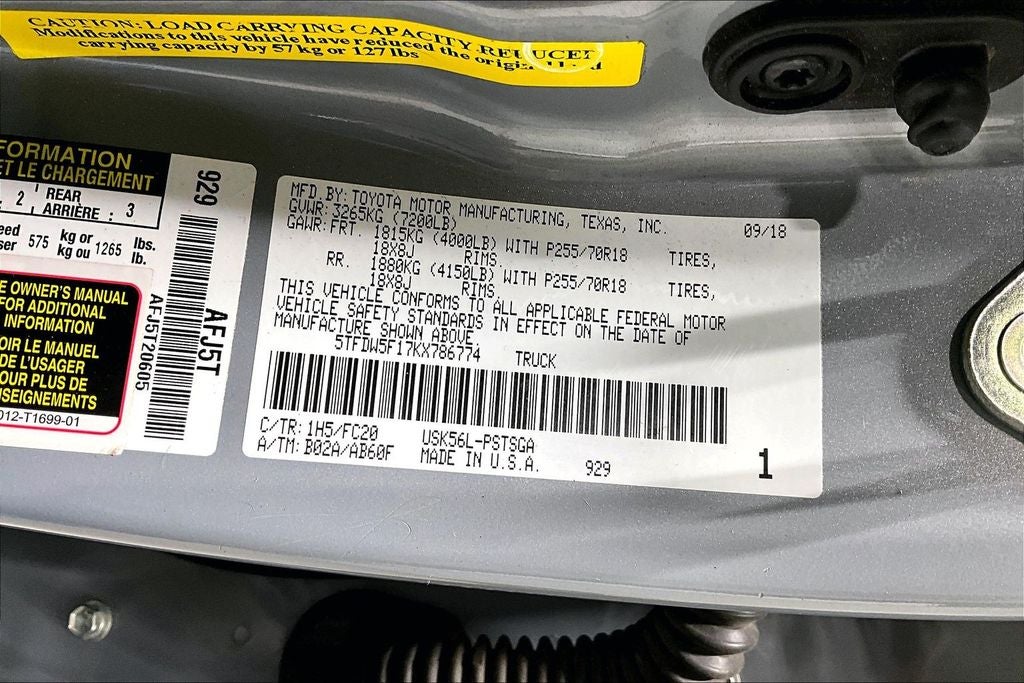 CAUTION: LOAD CARRYING CAPACITY REDUCED
Modifications to this vehicle have reduced the original load
carrying capacity by 57 kg or 127 lbs
FORMATION
ET LE CHARGEMENT
2 REAR ARRIÈRE : 3
575 kg or kg ou 1265 lbs. lb.
OWNER'S MANUAL
FOR ADDITIONAL
INFORMATION
LE MANUEL
DE L'USAGER
POUR PLUS DE
012-T1699-01
929
AFJ5T
AFJ5T20605
MFD BY: TOYOTA MOTOR MANUFACTURING, TEXAS, INC. 09/18
GVWR: 3265KG (7200LB)
GAWR:FRT. 1815KG (4000LB) WITH P255/70R18 TIRES,
18X8J RIMS.
RR. 1880KG (4150LB) WITH P255/70R18 TIRES,
18X8J RIMS.
THIS VEHICLE CONFORMS TO ALL APPLICABLE FEDERAL MOTOR
VEHICLE SAFETY STANDARDS IN EFFECT ON THE DATE OF
MANUFACTURE SHOWN ABOVE.
5TFDW5F17KX786774 TRUCK
C/TR: 1H5/FC20 USK56L-PSTSGA
A/TM: B02A/AB60F MADE IN U.S.A. 929 1